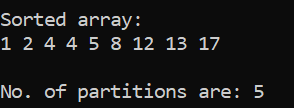 Sorted array:
1 2 4 4 5 8 12 13 17
No. of partitions are: 5